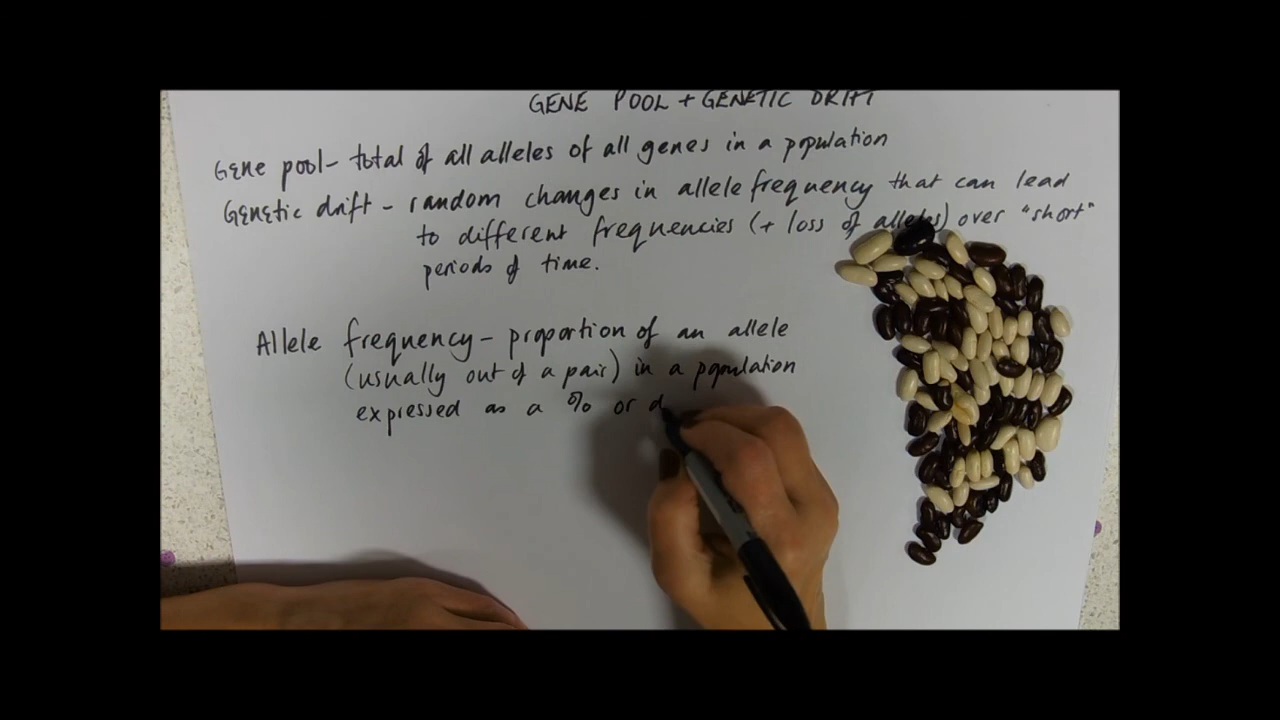 GENE POOL + GENETIC DRIFT
Gene pool - total of all alleles of all genes in a population
Genetic drift - random changes in allele frequency that can lead
to different frequencies (+ loss of alleles) over "short"
periods of time.
Allele frequency - proportion of an allele
(usually out of a pair) in a population
expressed as a % or d